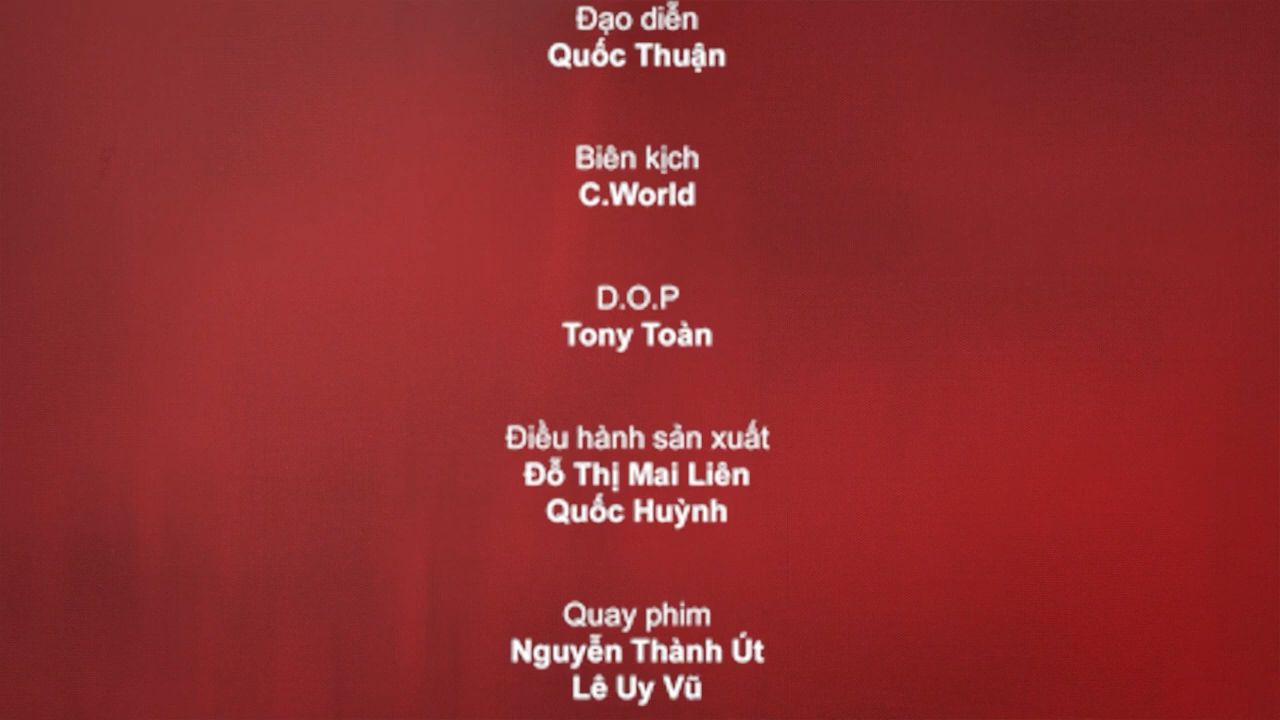 Đạo diễn
Quốc Thuận
Biên kịch
C.World
D.O.P
Tony Toàn
Điều hành sản xuất
Đỗ Thị Mai Liên
Quốc Huỳnh
Quay phim
Nguyễn Thành Út
Lê Uy Vũ